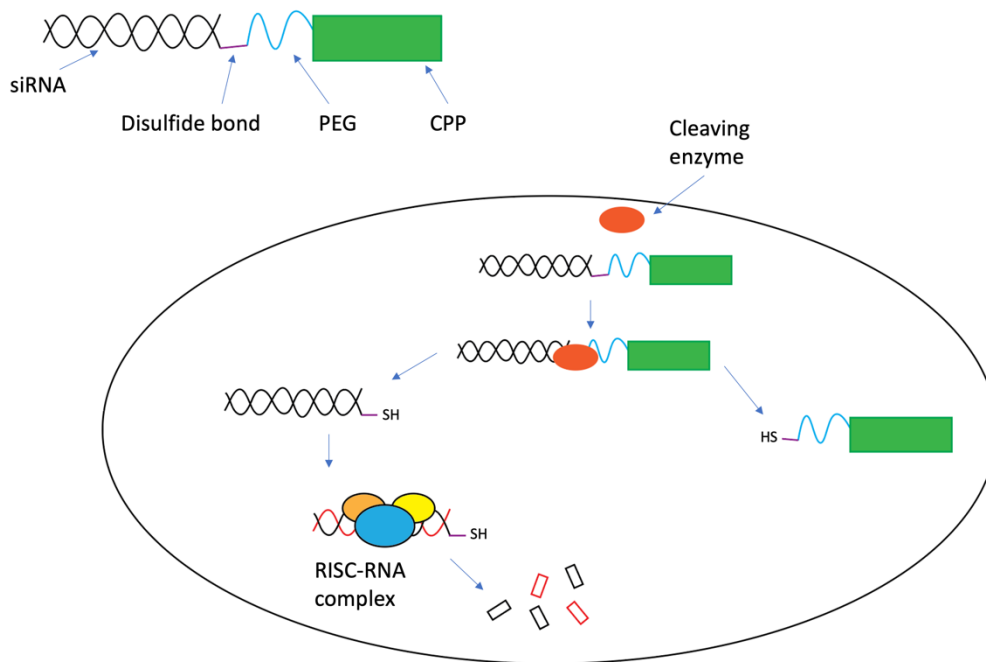 siRNA
Disulfide bond
PEG
CPP
Cleaving
enzyme
SH
HS
SH
RISC-RNA
complex